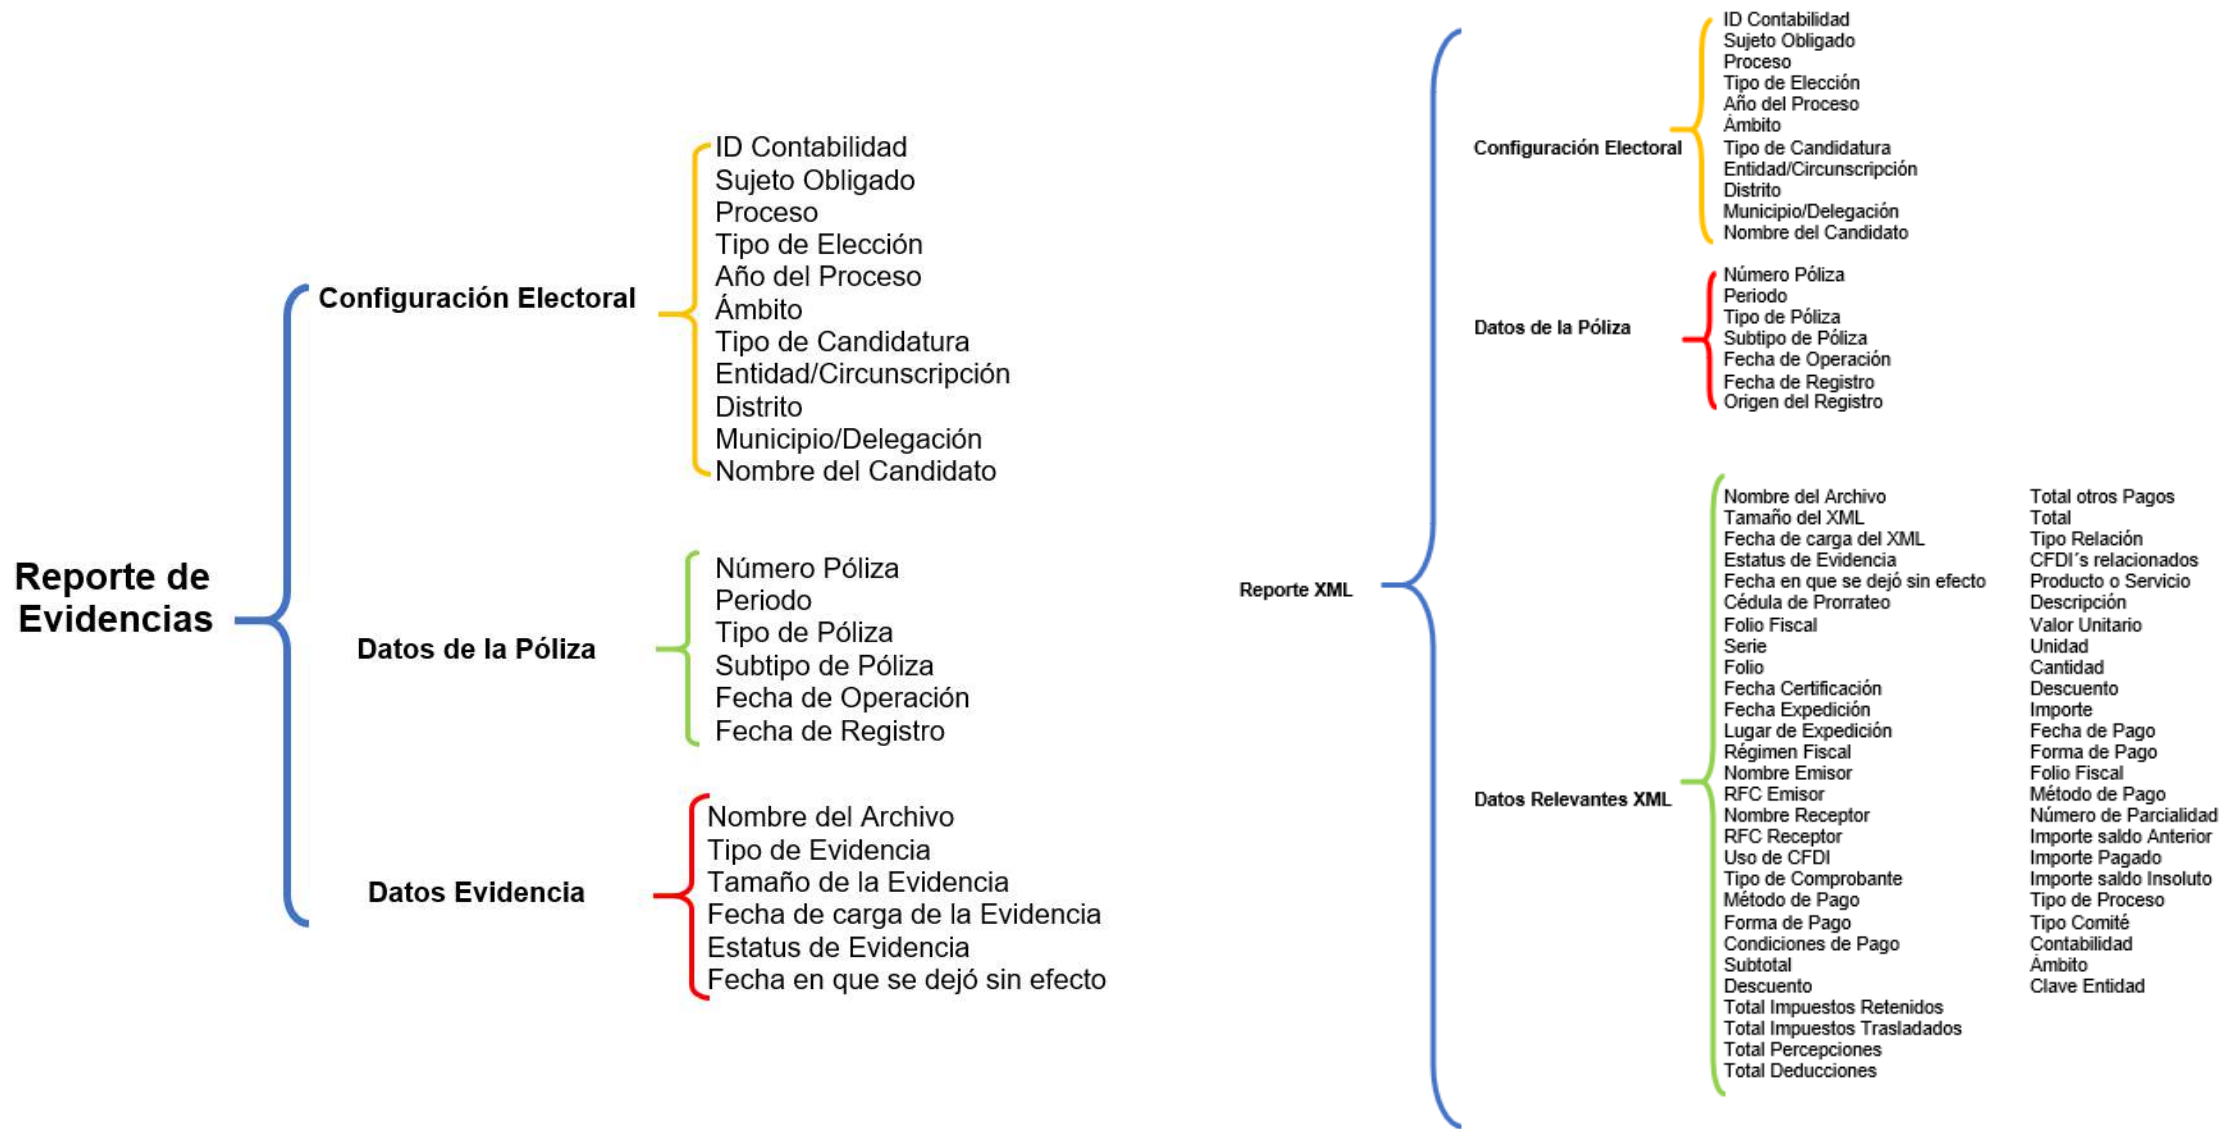 Reporte de
Evidencias
Configuración Electoral
ID Contabilidad
Sujeto Obligado
Proceso
Tipo de Elección
Año del Proceso
Ámbito
Tipo de Candidatura
Entidad/Circunscripción
Distrito
Municipio/Delegación
Nombre del Candidato
Datos de la Póliza
Número Póliza
Periodo
Tipo de Póliza
Subtipo de Póliza
Fecha de Operación
Fecha de Registro
Datos Evidencia
Nombre del Archivo
Tipo de Evidencia
Tamaño de la Evidencia
Fecha de carga de la Evidencia
Estatus de Evidencia
Fecha en que se dejó sin efecto
Reporte XML
Configuración Electoral
ID Contabilidad
Sujeto Obligado
Proceso
Tipo de Elección
Año del Proceso
Ámbito
Tipo de Candidatura
Entidad/Circunscripción
Distrito
Municipio/Delegación
Nombre del Candidato
Datos de la Póliza
Número Póliza
Periodo
Tipo de Póliza
Subtipo de Póliza
Fecha de Operación
Fecha de Registro
Origen del Registro
Datos Relevantes XML
Nombre del Archivo
Tamaño del XML
Fecha de carga del XML
Estatus de Evidencia
Fecha en que se dejó sin efecto
Cédula de Prorrateo
Folio Fiscal
Serie
Folio
Fecha Certificación
Fecha Expedición
Lugar de Expedición
Régimen Fiscal
Nombre Emisor
RFC Emisor
Nombre Receptor
RFC Receptor
Uso de CFDI
Tipo de Comprobante
Método de Pago
Forma de Pago
Condiciones de Pago
Subtotal
Descuento
Total Impuestos Retenidos
Total Impuestos Trasladados
Total Percepciones
Total Deducciones
Total otros Pagos
Total
Tipo Relación
CFDI´s relacionados
Producto o Servicio
Descripción
Valor Unitario
Unidad
Cantidad
Descuento
Importe
Fecha de Pago
Forma de Pago
Folio Fiscal
Método de Pago
Número de Parcialidad
Importe saldo Anterior
Importe Pagado
Importe saldo Insoluto
Tipo de Proceso
Tipo Comité
Contabilidad
Ámbito
Clave Entidad